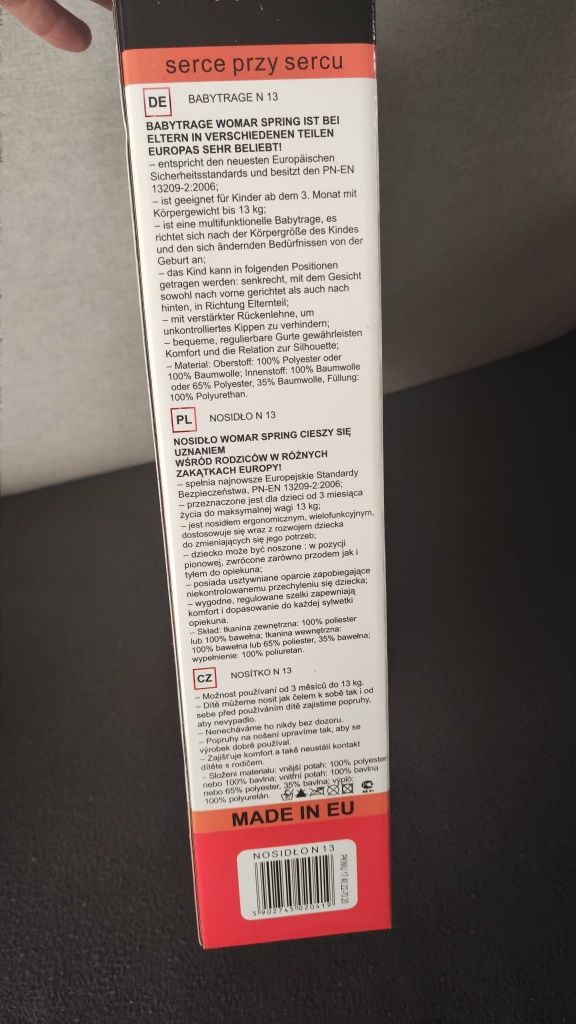 serce przy sercu
DE BABYTRAGE N 13
BABYTRAGE WOMAR SPRING IST BEI
ELTERN IN VERSCHIEDENEN TEILEN
EUROPAS SEHR BELIEBT!
– entspricht den neuesten Europäischen
Sicherheitsstandards und besitzt den PN-EN
13209-2:2006;
– ist geeignet für Kinder ab dem 3. Monat mit
Körpergewicht bis 13 kg;
– ist eine multifunktionelle Babytrage, es
richtet sich nach der Körpergröße des Kindes
und den sich ändernden Bedürfnissen von der
Geburt an;
– das Kind kann in folgenden Positionen
getragen werden: senkrecht, mit dem Gesicht
sowohl nach vorne gerichtet als auch nach
hinten, in Richtung Elternteil;
– mit verstärkter Rückenlehne, um
unkontrolliertes Kippen zu verhindern;
– bequeme, regulierbare Gurte gewährleisten
Komfort und die Relation zur Silhouette;
– Material: Oberstoff: 100% Polyester oder
100% Baumwolle; Innenstoff: 100% Baumwolle
oder 65% Polyester, 35% Baumwolle, Füllung:
100% Polyurethan.
PL NOSIDŁO N 13
NOSIDŁO WOMAR SPRING CIESZY SIĘ
UZNANIEM
WŚRÓD RODZICÓW W RÓŻNYCH
ZAKĄTKACH EUROPY!
– spełnia najnowsze Europejskie Standardy
Bezpieczeństwa, PN-EN 13209-2:2006;
– przeznaczone jest dla dzieci od 3 miesiąca
życia do maksymalnej wagi 13 kg;
– jest nosidłem ergonomicznym, wielofunkcyjnym,
dostosowuje się wraz z rozwojem dziecka
do zmieniających się jego potrzeb;
– dziecko może być noszone : w pozycji
pionowej, zwrócone zarówno przodem jak i
tyłem do opiekuna;
– posiada usztywniane oparcie zapobiegające
niekontrolowanemu przechyleniu się dziecka;
– wygodne, regulowane szelki zapewniają
komfort i dopasowanie do każdej sylwetki
opiekuna.
– Skład: tkanina zewnętrzna: 100% poliester
lub 100% bawełna; tkanina wewnętrzna:
100% bawełna lub 65% poliester, 35% bawełna;
wypełnienie: 100% poliuretan.
CZ NOSÍTKO N 13
– Možnost používaní od 3 měsíců do 13 kg.
– Dítě můžeme nosit jak čelem k sobě tak i od
sebe před používáním dítě zajistíme popruhy,
aby nevypadlo.
– Nenecháváme ho nikdy bez dozoru.
– Popruhy na nošení upravíme tak, aby se
výrobek dobře používal.
– Zajišťuje komfort a také neustálí kontakt
dítěte s rodičem.
– Složení materialu: vnější potah: 100% polyester
nebo 100% bavlna; vnitřní potah: 100% bavlna
nebo 65% polyester, 35% bavlna; výplò:
100% polyuretán.
MADE IN EU
NOSIDŁO N 13
5 902745 020419